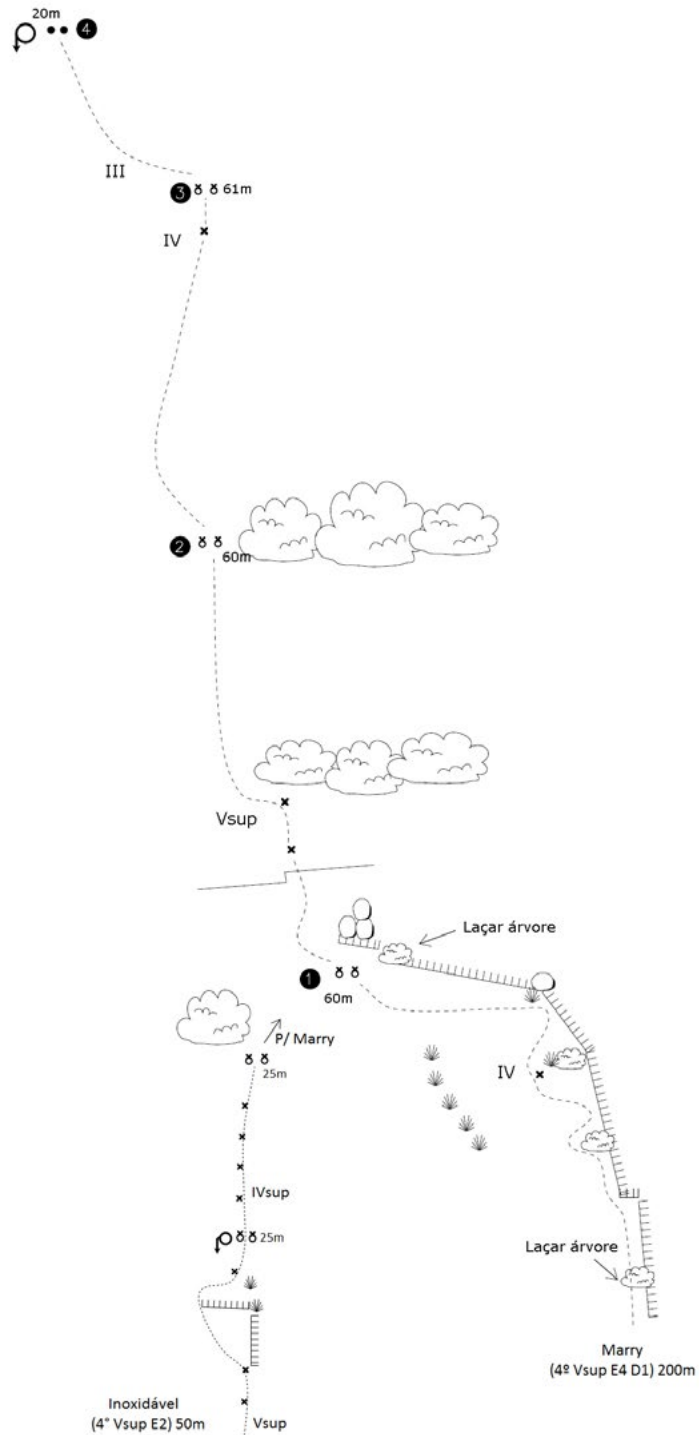 20m
4
III
3
61m
IV
2
60m
Vsup
Laçar árvore
1
60m
P/ Marry
25m
IV
IVsup
25m
Laçar árvore
Marry
(4º Vsup E4 D1) 200m
Inoxidável
(4° Vsup E2) 50m
Vsup